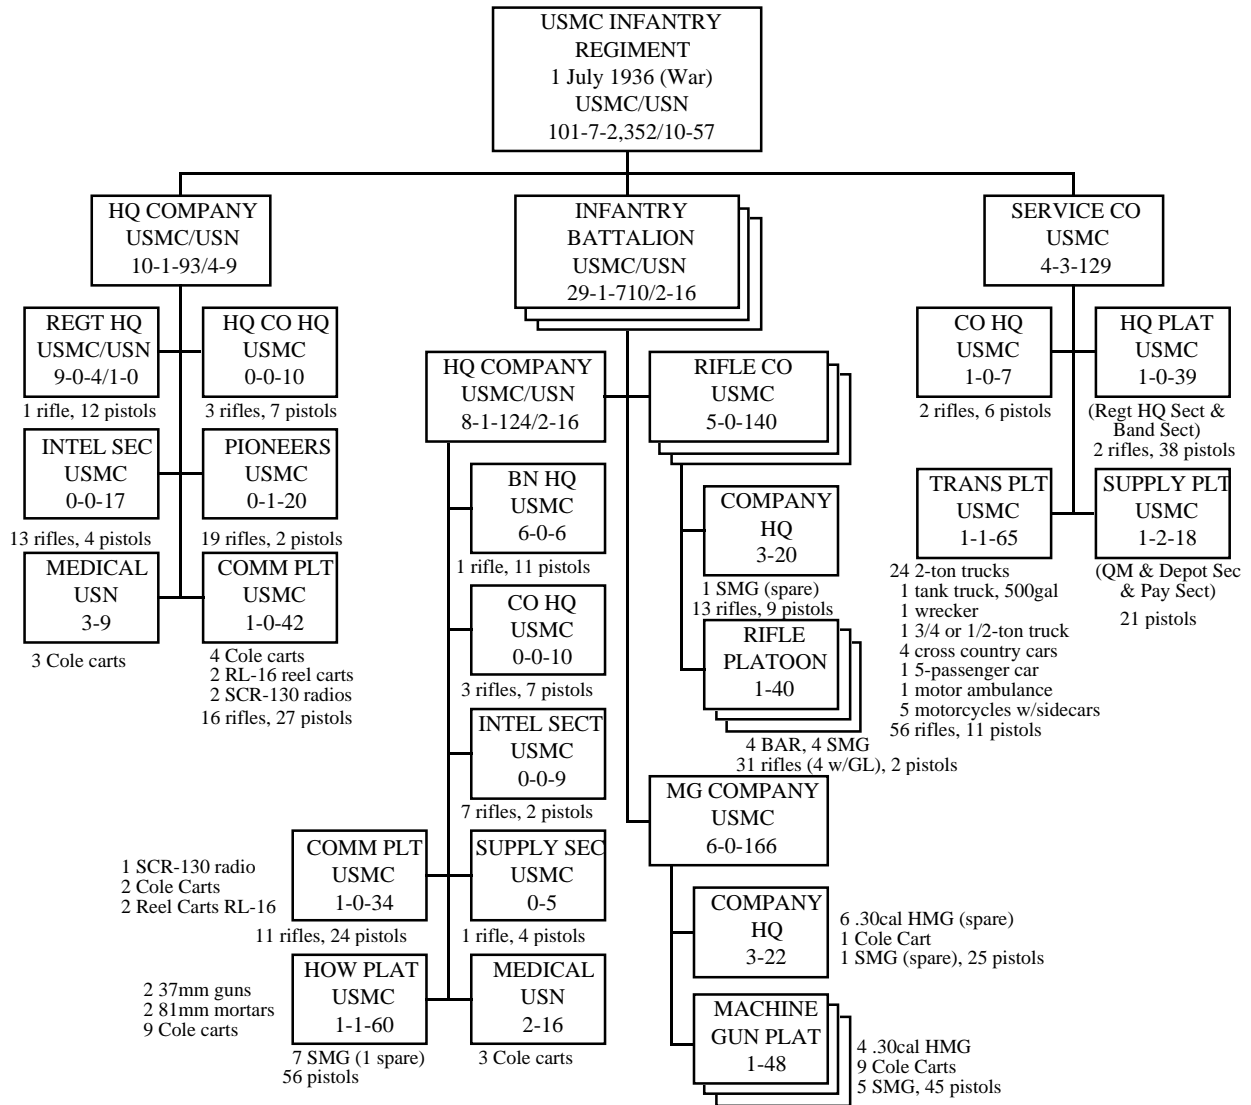 USMC INFANTRY
REGIMENT
1 July 1936 (War)
USMC/USN
101-7-2,352/10-57
HQ COMPANY
USMC/USN
10-1-93/4-9
REGT HQ
USMC/USN
9-0-4/1-0
1 rifle, 12 pistols
HQ CO HQ
USMC
0-0-10
3 rifles, 7 pistols
INTEL SEC
USMC
0-0-17
13 rifles, 4 pistols
PIONEERS
USMC
0-1-20
19 rifles, 2 pistols
MEDICAL
USN
3-9
3 Cole carts
COMM PLT
USMC
1-0-42
4 Cole carts
2 RL-16 reel carts
2 SCR-130 radios
16 rifles, 27 pistols
INFANTRY
BATTALION
USMC/USN
29-1-710/2-16
HQ COMPANY
USMC/USN
8-1-124/2-16
BN HQ
USMC
6-0-6
1 rifle, 11 pistols
CO HQ
USMC
0-0-10
3 rifles, 7 pistols
INTEL SECT
USMC
0-0-9
7 rifles, 2 pistols
COMM PLT
USMC
1-0-34
1 SCR-130 radio
2 Cole Carts
2 Reel Carts RL-16
11 rifles, 24 pistols
SUPPLY SEC
USMC
0-5
1 rifle, 4 pistols
HOW PLAT
USMC
1-1-60
2 37mm guns
2 81mm mortars
9 Cole carts
7 SMG (1 spare)
56 pistols
MEDICAL
USN
2-16
3 Cole carts
RIFLE CO
USMC
5-0-140
COMPANY
HQ
3-20
1 SMG (spare)
13 rifles, 9 pistols
RIFLE
PLATOON
1-40
4 BAR, 4 SMG
31 rifles (4 w/GL), 2 pistols
MG COMPANY
USMC
6-0-166
COMPANY
HQ
3-22
6 .30cal HMG (spare)
1 Cole Cart
1 SMG (spare), 25 pistols
MACHINE
GUN PLAT
1-48
4 .30cal HMG
9 Cole Carts
5 SMG, 45 pistols
SERVICE CO
USMC
4-3-129
CO HQ
USMC
1-0-7
2 rifles, 6 pistols
HQ PLAT
USMC
1-0-39
(Regt HQ Sect &
Band Sect)
2 rifles, 38 pistols
TRANS PLT
USMC
1-1-65
24 2-ton trucks
1 tank truck, 500gal
1 wrecker
1 3/4 or 1/2-ton truck
4 cross country cars
1 5-passenger car
1 motor ambulance
5 motorcycles w/sidecars
56 rifles, 11 pistols
SUPPLY PLT
USMC
1-2-18
(QM & Depot Sec
& Pay Sect)
21 pistols